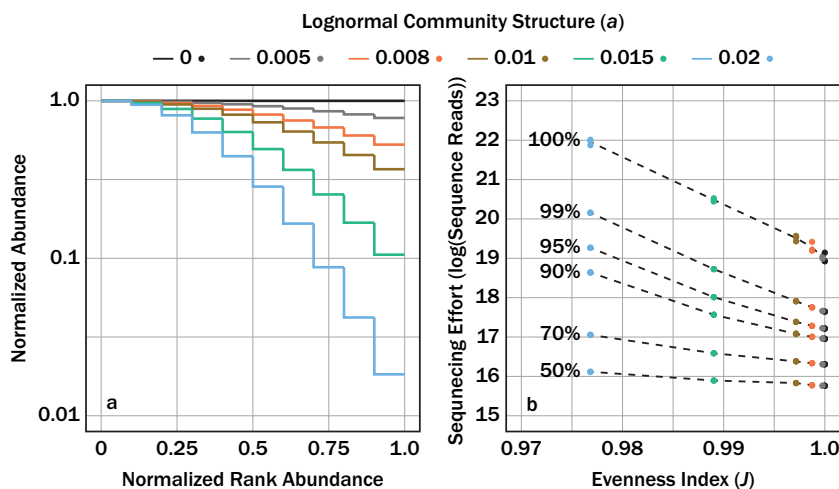 Lognormal Community Structure (a)
0 0.005 0.008 0.01 0.015 0.02
Normalized Abundance
1.0
0.1
0.01
a
0 0.25 0.5 0.75 1.0
Normalized Rank Abundance
Sequnecing Effort (log(Sequence Reads))
23
22
21
20
19
18
17
16
15
100%
99%
95%
90%
70%
50%
b
0.97 0.98 0.99 1.0
Evenness Index (J)